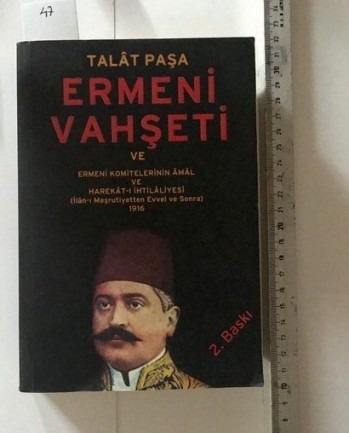 47
TALÂT PAŞA
ERMENİ
VAHŞETİ
VE
ERMENİ KOMİTELERİNİN ÂMÂL
VE
HAREKÂT-I İHTİLÂLİYESİ
(İlân-ı Meşrutiyetten Evvel ve Sonra)
1916
2. Baskı